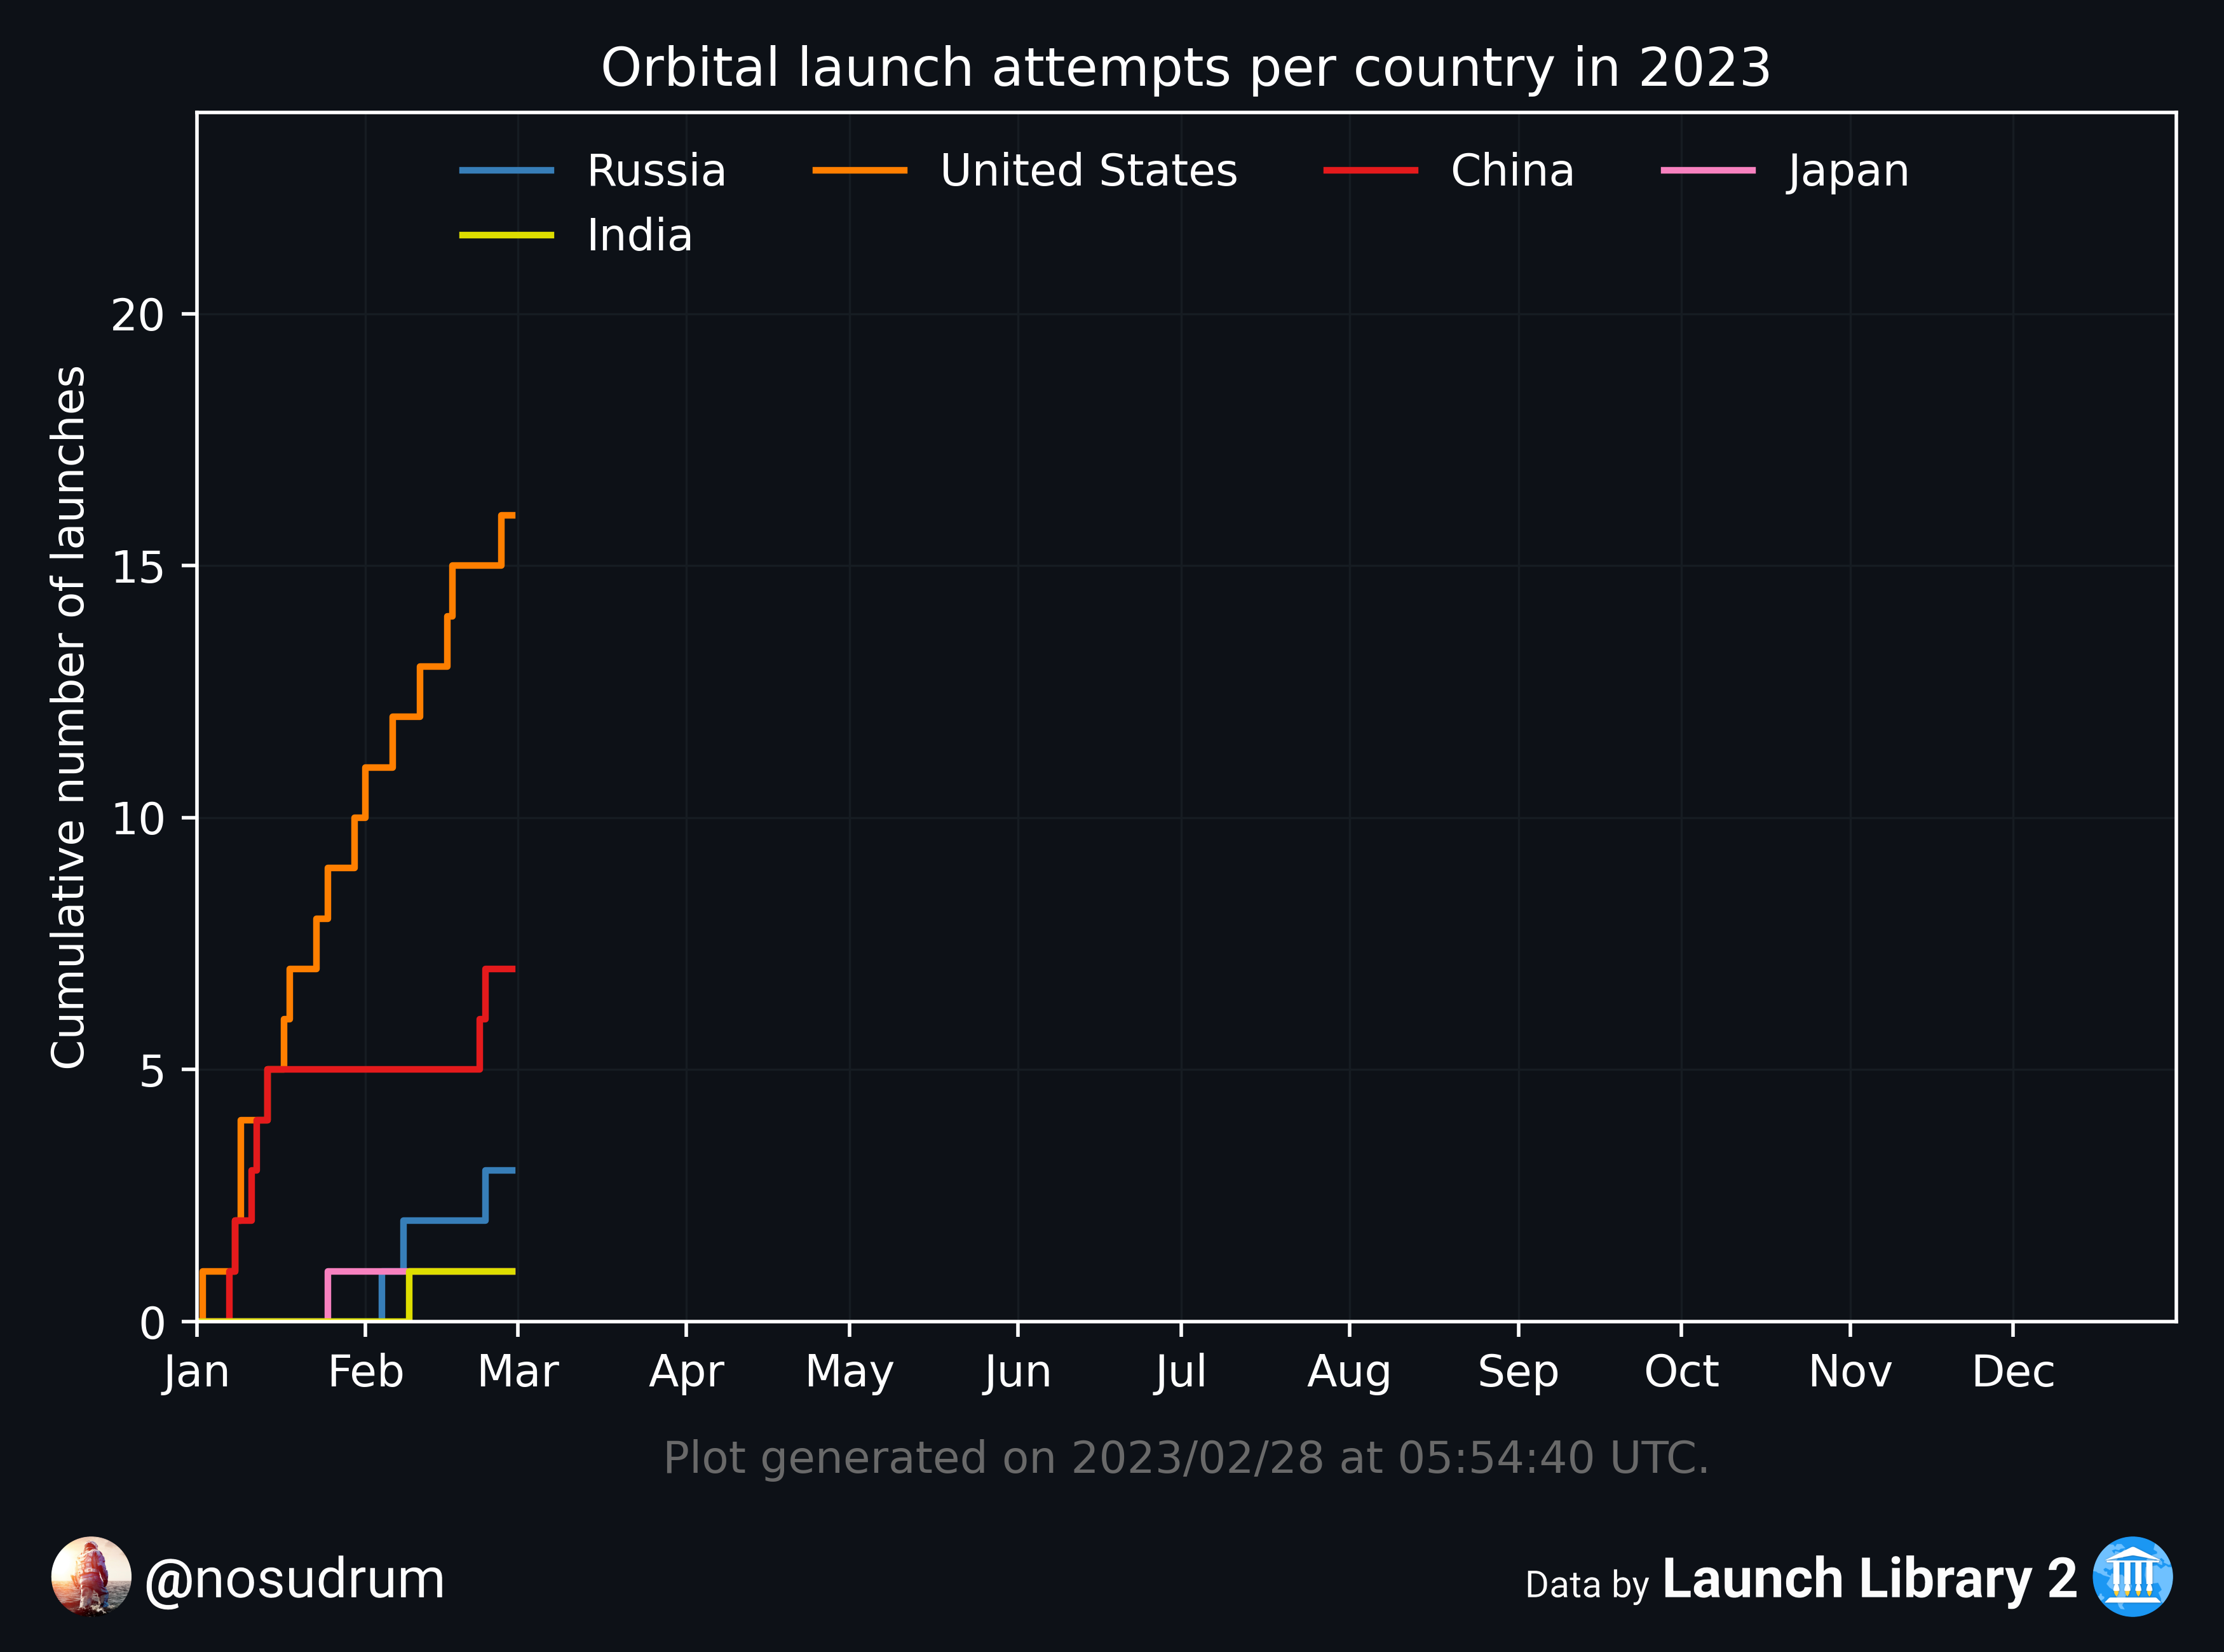 Orbital launch attempts per country in 2023
Russia United States China Japan
India
Cumulative number of launches
20
15
10
5
0
Jan Feb Mar Apr May Jun Jul Aug Sep Oct Nov Dec
Plot generated on 2023/02/28 at 05:54:40 UTC.
@nosudrum
Data by Launch Library 2